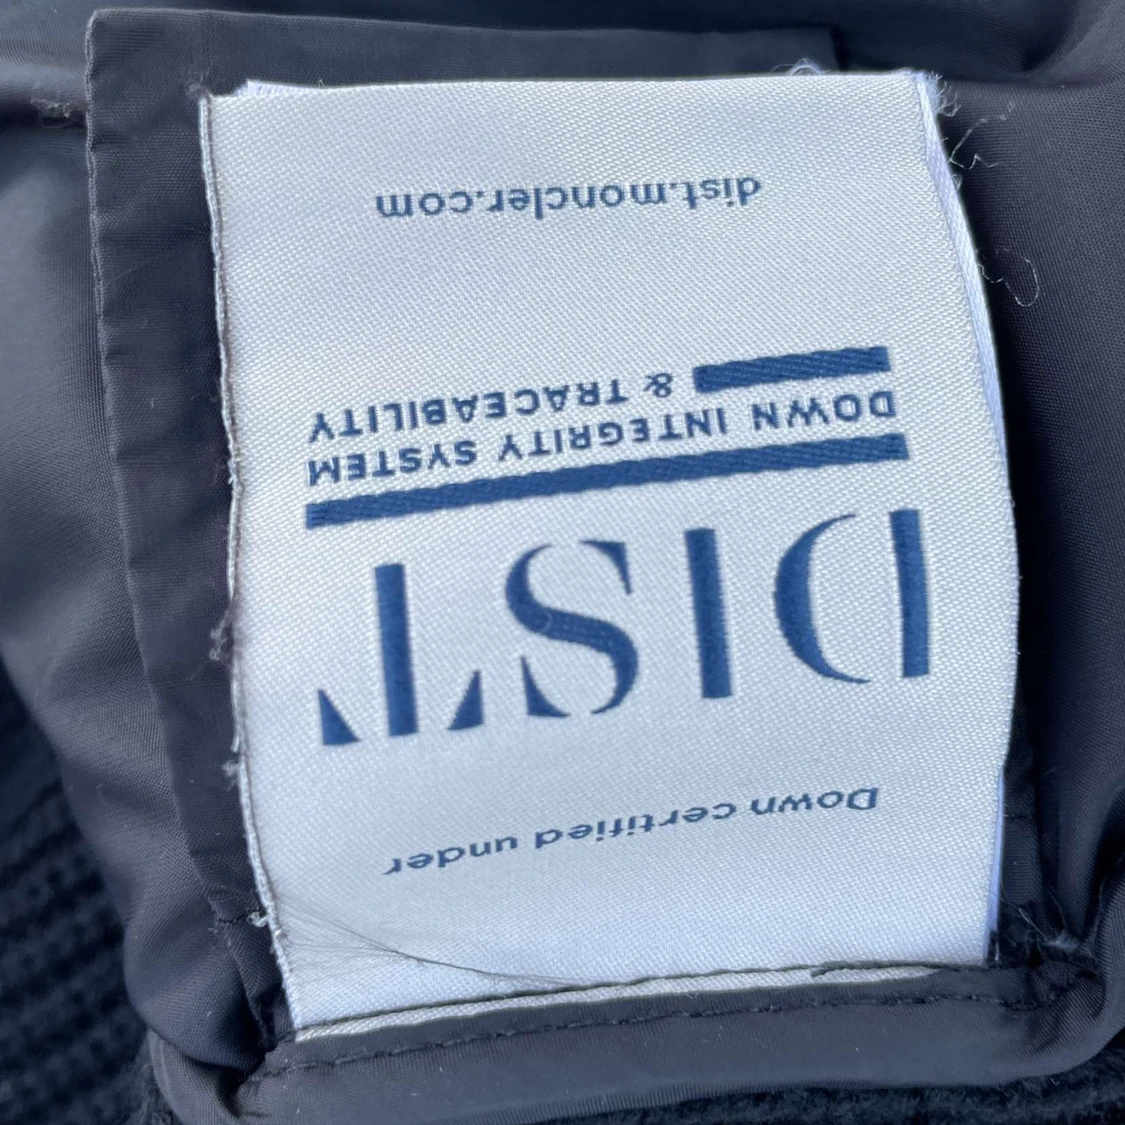 Down certified under
DIST
DOWN INTEGRITY SYSTEM
& TRACEABILITY
dist.moncler.com